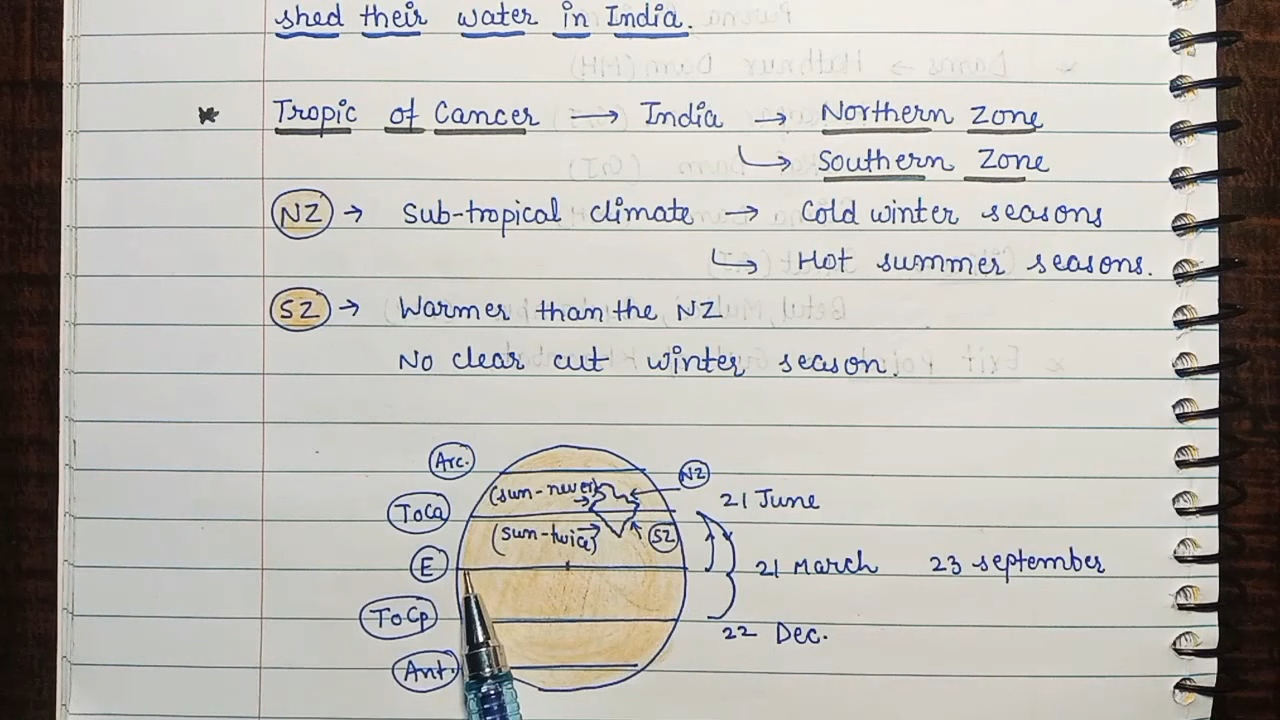 shed their water in India.
* Tropic of Cancer → India → Northern Zone
↳ Southern Zone
NZ → Sub-tropical climate → Cold winter seasons
↳ Hot summer seasons.
SZ → Warmer than the NZ
No clear cut winter season.
Arc.
(sun-never) NZ
ToCa 21 June
(sun-twice) SZ
E 21 March 23 september
ToCp
22 Dec.
Ant.